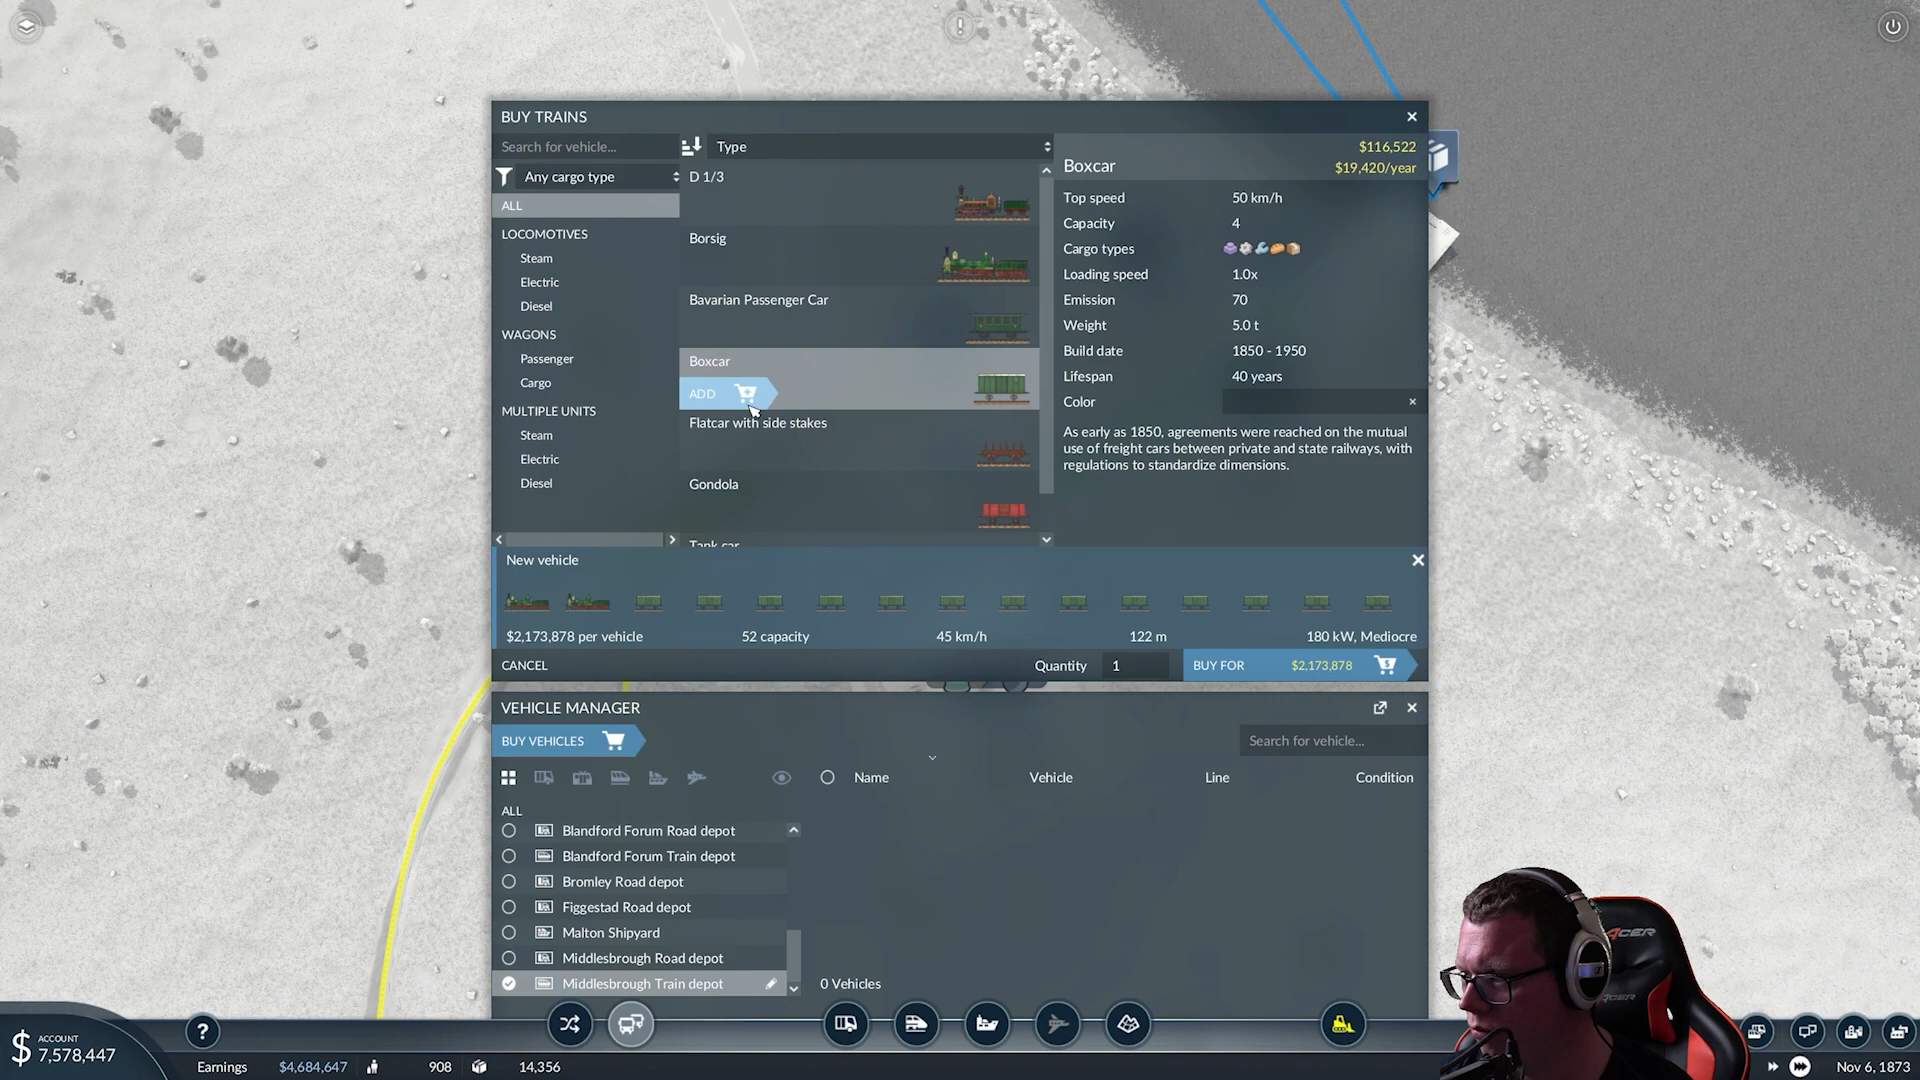 BUY TRAINS
Search for vehicle...
Type
Any cargo type
ALL
LOCOMOTIVES
Steam
Electric
Diesel
WAGONS
Passenger
Cargo
MULTIPLE UNITS
Steam
Electric
Diesel
D 1/3
Borsig
Bavarian Passenger Car
Boxcar
ADD
Flatcar with side stakes
Gondola
Tank car
$116,522
Boxcar
$19,420/year
Top speed 50 km/h
Capacity 4
Cargo types
Loading speed 1.0x
Emission 70
Weight 5.0 t
Build date 1850 - 1950
Lifespan 40 years
Color
As early as 1850, agreements were reached on the mutual
use of freight cars between private and state railways, with
regulations to standardize dimensions.
New vehicle
$2,173,878 per vehicle 52 capacity 45 km/h 122 m 180 kW, Mediocre
CANCEL Quantity 1 BUY FOR $2,173,878
VEHICLE MANAGER
BUY VEHICLES
Search for vehicle...
Name Vehicle Line Condition
ALL
Blandford Forum Road depot
Blandford Forum Train depot
Bromley Road depot
Figgestad Road depot
Malton Shipyard
Middlesbrough Road depot
Middlesbrough Train depot
0 Vehicles
ACER
ACER
$ ACCOUNT
7,578,447
?
Earnings $4,684,647 908 14,356
Nov 6, 1873